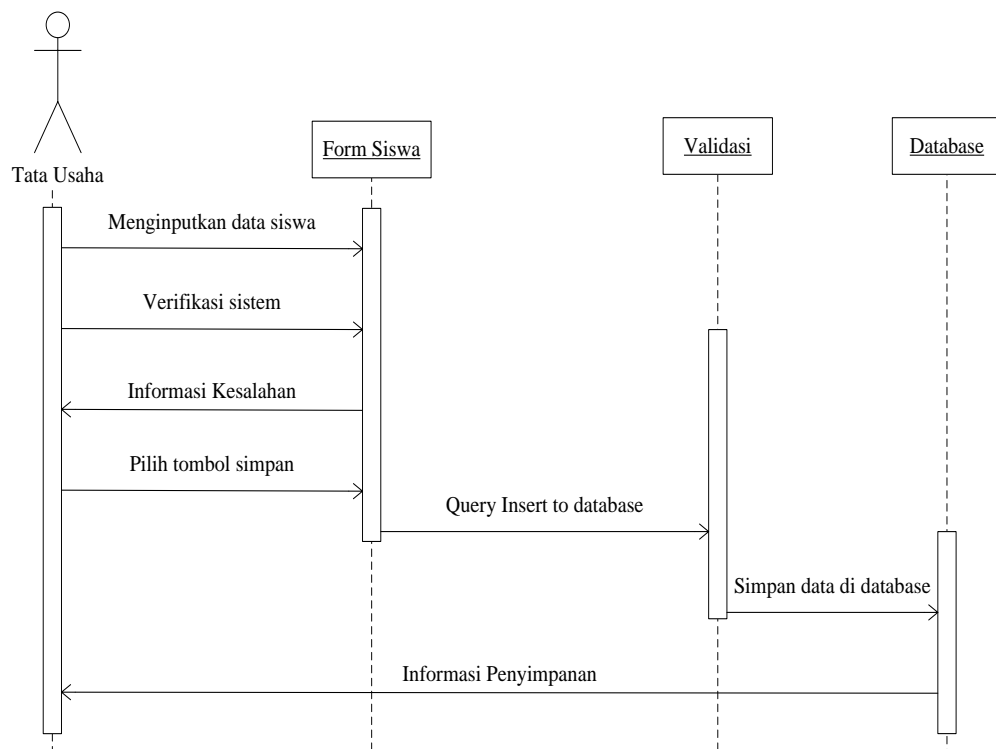 Tata Usaha
Form Siswa
Validasi
Database
Menginputkan data siswa
Verifikasi sistem
Informasi Kesalahan
Pilih tombol simpan
Query Insert to database
Simpan data di database
Informasi Penyimpanan